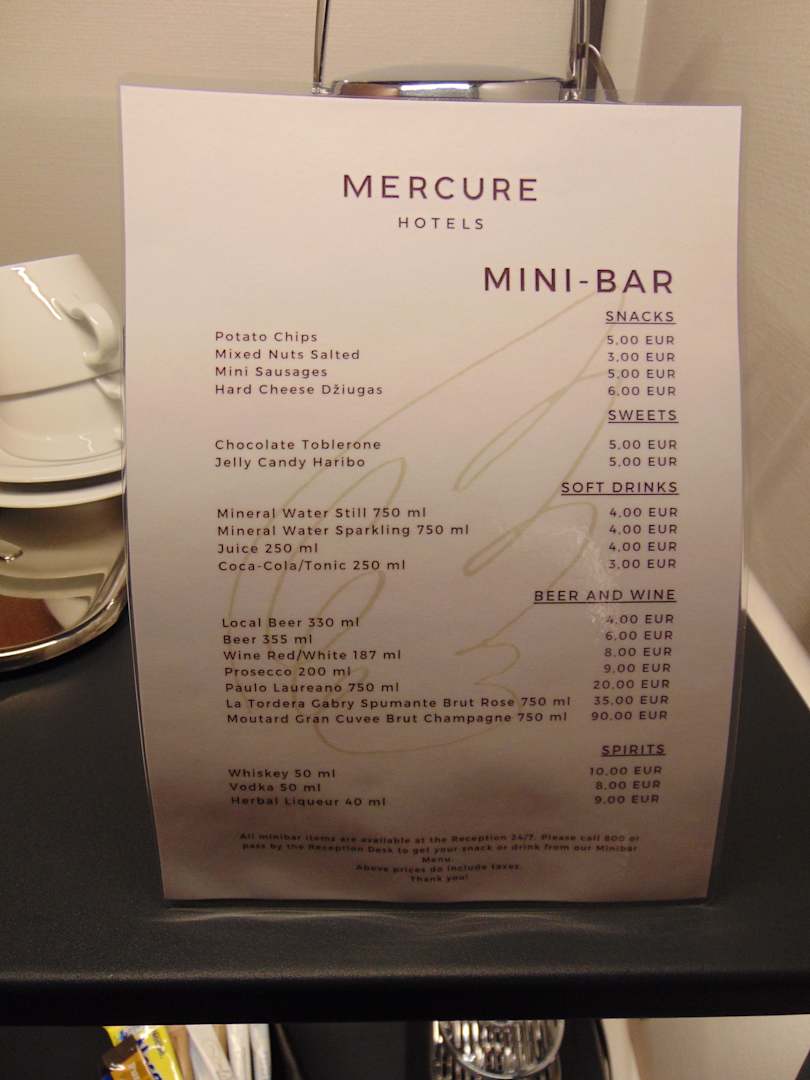 MERCURE
HOTELS
MINI-BAR
SNACKS
Potato Chips 5,00 EUR
Mixed Nuts Salted 3,00 EUR
Mini Sausages 5,00 EUR
Hard Cheese Džiugas 6,00 EUR
SWEETS
Chocolate Toblerone 5,00 EUR
Jelly Candy Haribo 5,00 EUR
SOFT DRINKS
Mineral Water Still 750 ml 4,00 EUR
Mineral Water Sparkling 750 ml 4,00 EUR
Juice 250 ml 4,00 EUR
Coca-Cola/Tonic 250 ml 3,00 EUR
BEER AND WINE
Local Beer 330 ml 4,00 EUR
Beer 355 ml 6,00 EUR
Wine Red/White 187 ml 8,00 EUR
Prosecco 200 ml 9,00 EUR
Paulo Laureano 750 ml 20,00 EUR
La Tordera Gabry Spumante Brut Rose 750 ml 35,00 EUR
Moutard Gran Cuvee Brut Champagne 750 ml 90,00 EUR
SPIRITS
Whiskey 50 ml 10,00 EUR
Vodka 50 ml 8,00 EUR
Herbal Liqueur 40 ml 9,00 EUR
All minibar items are available at the Reception 24/7. Please call 800 or
pass by the Reception Desk to get your snack or drink from our Minibar
Menu.
Above prices do include taxes.
Thank you!